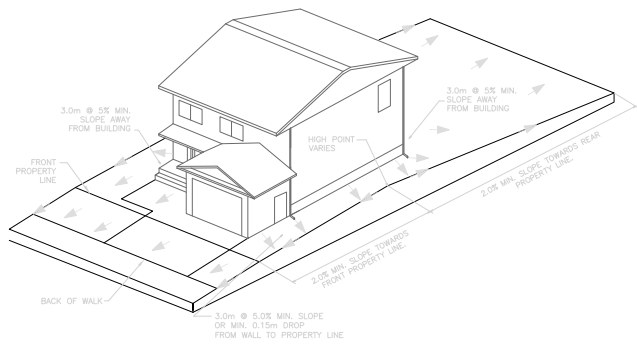 3.0m @ 5% MIN.
SLOPE AWAY
FROM BUILDING
3.0m @ 5% MIN.
SLOPE AWAY
FROM BUILDING
HIGH POINT
VARIES
FRONT
PROPERTY
LINE
2.0% MIN. SLOPE TOWARDS REAR
PROPERTY LINE.
2.0% MIN. SLOPE TOWARDS
FRONT PROPERTY LINE.
BACK OF WALK
3.0m @ 5.0% MIN. SLOPE
OR MIN. 0.15m DROP
FROM WALL TO PROPERTY LINE